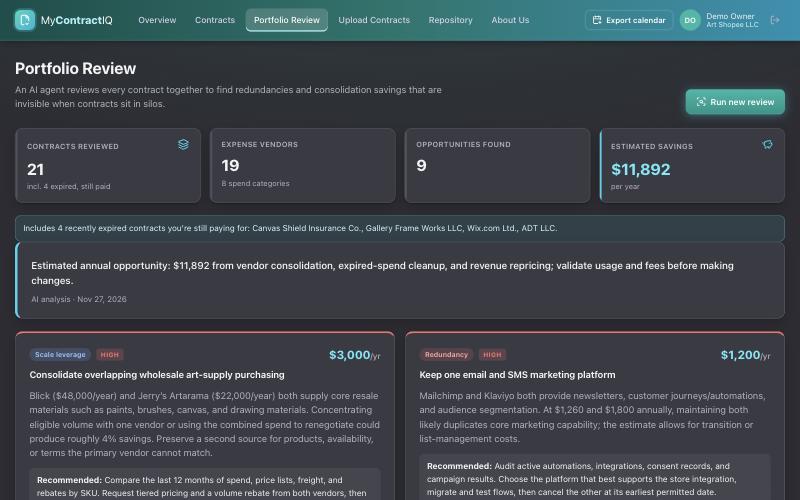 MyContractIQ
Overview
Contracts
Portfolio Review
Upload Contracts
Repository
About Us
Export calendar
DO
Demo Owner
Art Shopee LLC
Portfolio Review
An AI agent reviews every contract together to find redundancies and consolidation savings that are
invisible when contracts sit in silos.
Run new review
CONTRACTS REVIEWED
21
incl. 4 expired, still paid
EXPENSE VENDORS
19
8 spend categories
OPPORTUNITIES FOUND
9
ESTIMATED SAVINGS
$11,892
per year
Includes 4 recently expired contracts you're still paying for: Canvas Shield Insurance Co., Gallery Frame Works LLC, Wix.com Ltd., ADT LLC.
Estimated annual opportunity: $11,892 from vendor consolidation, expired-spend cleanup, and revenue repricing; validate usage and fees before making
changes.
AI analysis · Nov 27, 2026
Scale leverage
HIGH
$3,000/yr
Consolidate overlapping wholesale art-supply purchasing
Blick ($48,000/year) and Jerry's Artarama ($22,000/year) both supply core resale
materials such as paints, brushes, canvas, and drawing materials. Concentrating
eligible volume with one vendor or using the combined spend to renegotiate could
produce roughly 4% savings. Preserve a second source for products, availability,
or terms the primary vendor cannot match.
Recommended: Compare the last 12 months of spend, price lists, freight, and
rebates by SKU. Request tiered pricing and a volume rebate from both vendors, then
Redundancy
HIGH
$1,200/yr
Keep one email and SMS marketing platform
Mailchimp and Klaviyo both provide newsletters, customer journeys/automations,
and audience segmentation. At $1,260 and $1,800 annually, maintaining both
likely duplicates core marketing capability; the estimate allows for transition or
list-management costs.
Recommended: Audit active automations, integrations, consent records, and
campaign results. Choose the platform that best supports the store integration,
migrate and test flows, then cancel the other at its earliest permitted date.